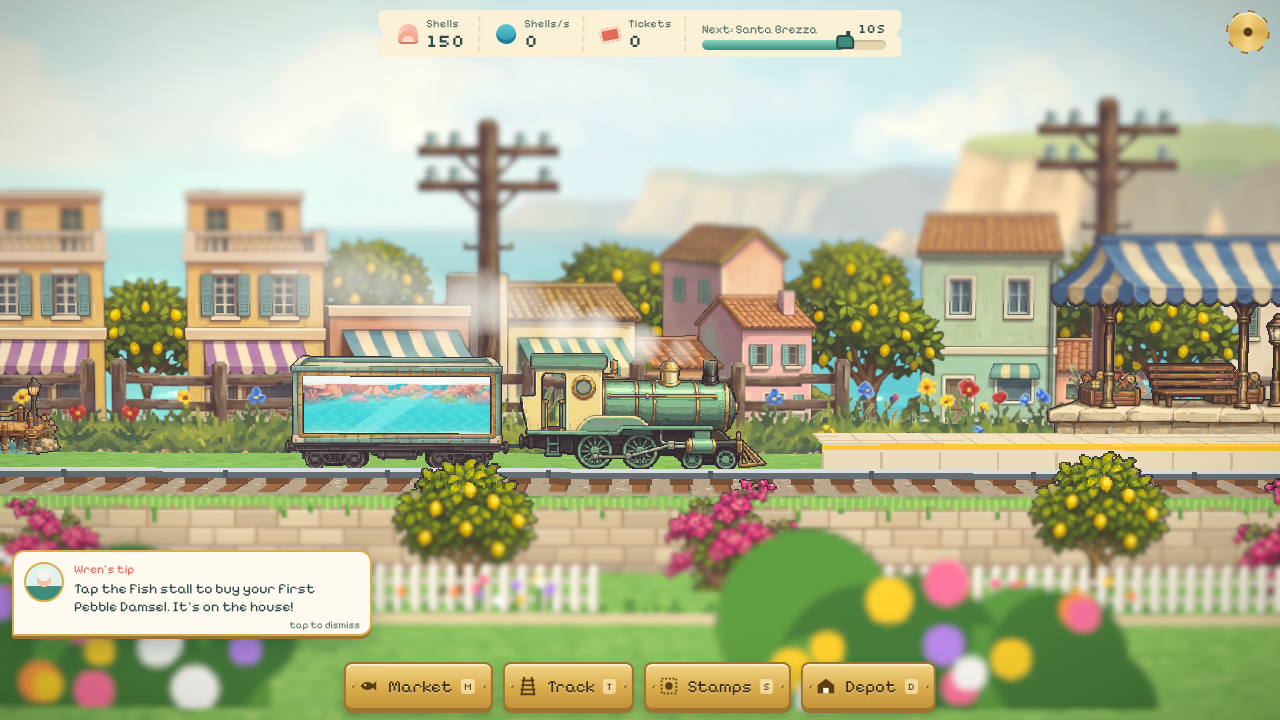 Shells
150
Shells/s
0
Tickets
0
Next: Santa Brezza
10s
Wren's tip
Tap the Fish stall to buy your first
Pebble Damsel. It's on the house!
tap to dismiss
Market M
Track T
Stamps S
Depot D